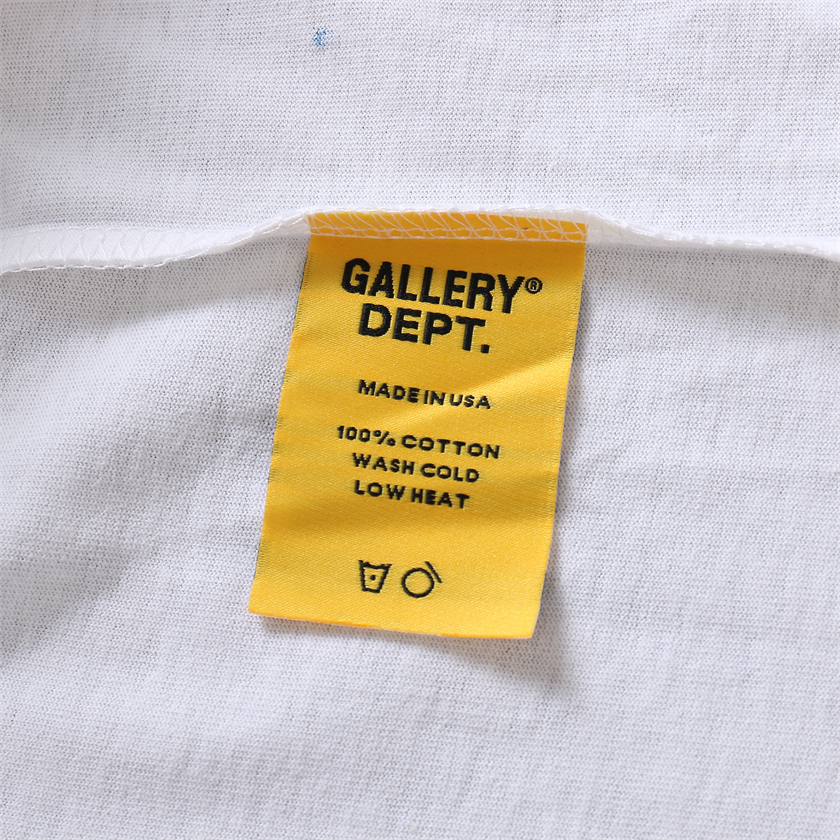 GALLERY®
DEPT.
MADE IN USA
100% COTTON
WASH COLD
LOW HEAT